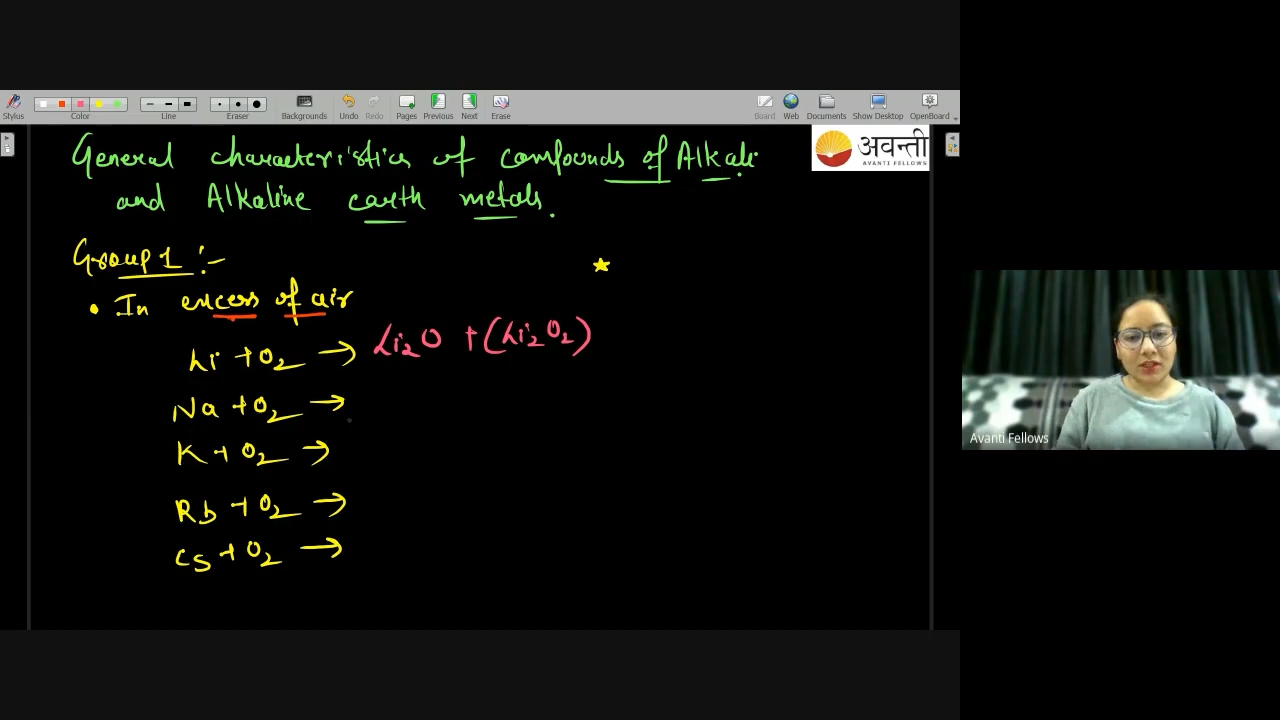 Stylus
Color
Line
Eraser
Backgrounds
Undo
Redo
Pages
Previous
Next
Erase
Board
Web
Documents
Show Desktop
OpenBoard
General characteristics of compounds of Alkali
and Alkaline earth metals.
अवन्ती
AVANTI FELLOWS
Group 1 :-
• In excess of air
Li + O₂ → Li₂O + (Li₂O₂)
Na + O₂ →
K + O₂ →
Rb + O₂ →
Cs + O₂ →
Avanti Fellows